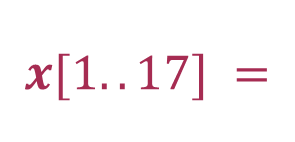 x[1..17] =